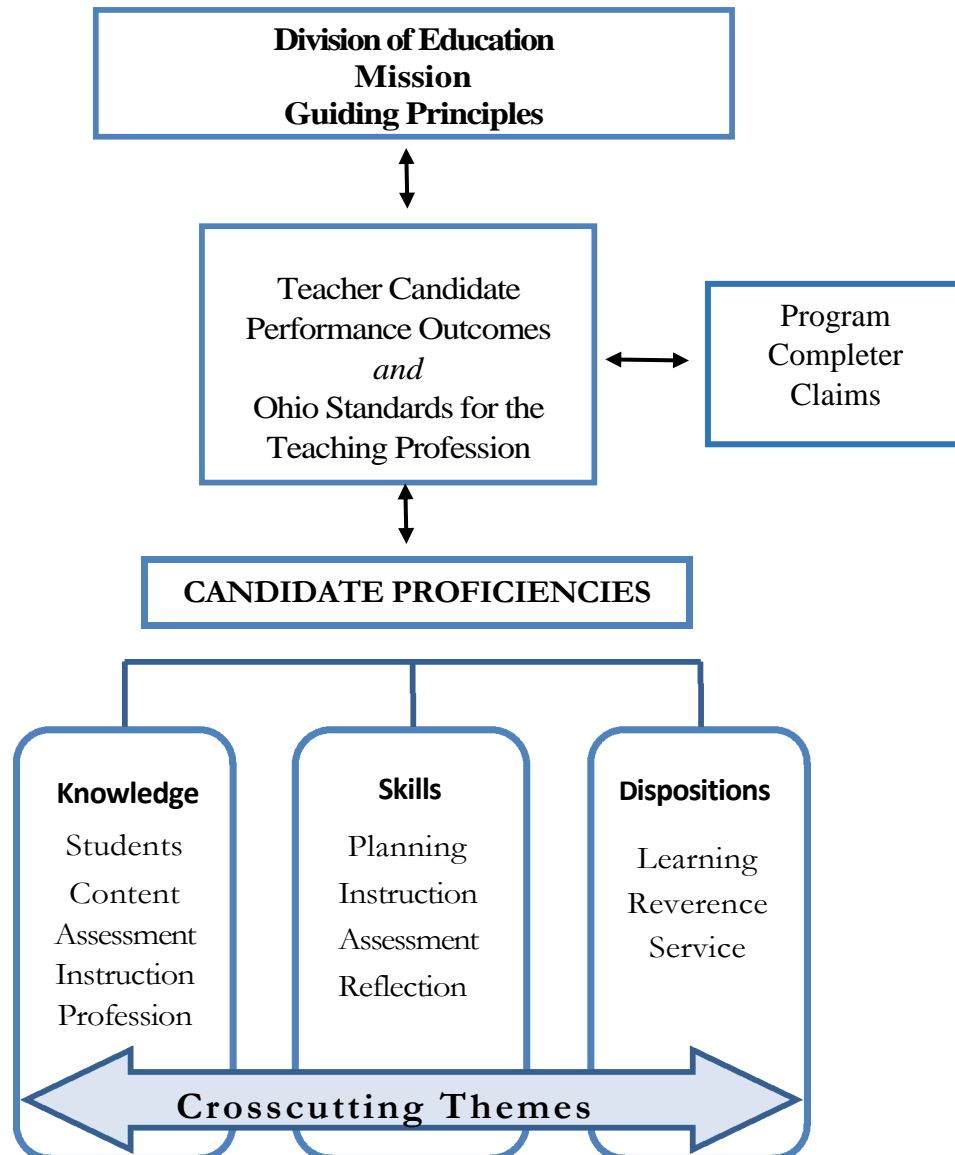 Division of Education
Mission
Guiding Principles
Teacher Candidate
Performance Outcomes
and
Ohio Standards for the
Teaching Profession
Program
Completer
Claims
CANDIDATE PROFICIENCIES
Knowledge
Students
Content
Assessment
Instruction
Profession
Skills
Planning
Instruction
Assessment
Reflection
Dispositions
Learning
Reverence
Service
Crosscutting Themes